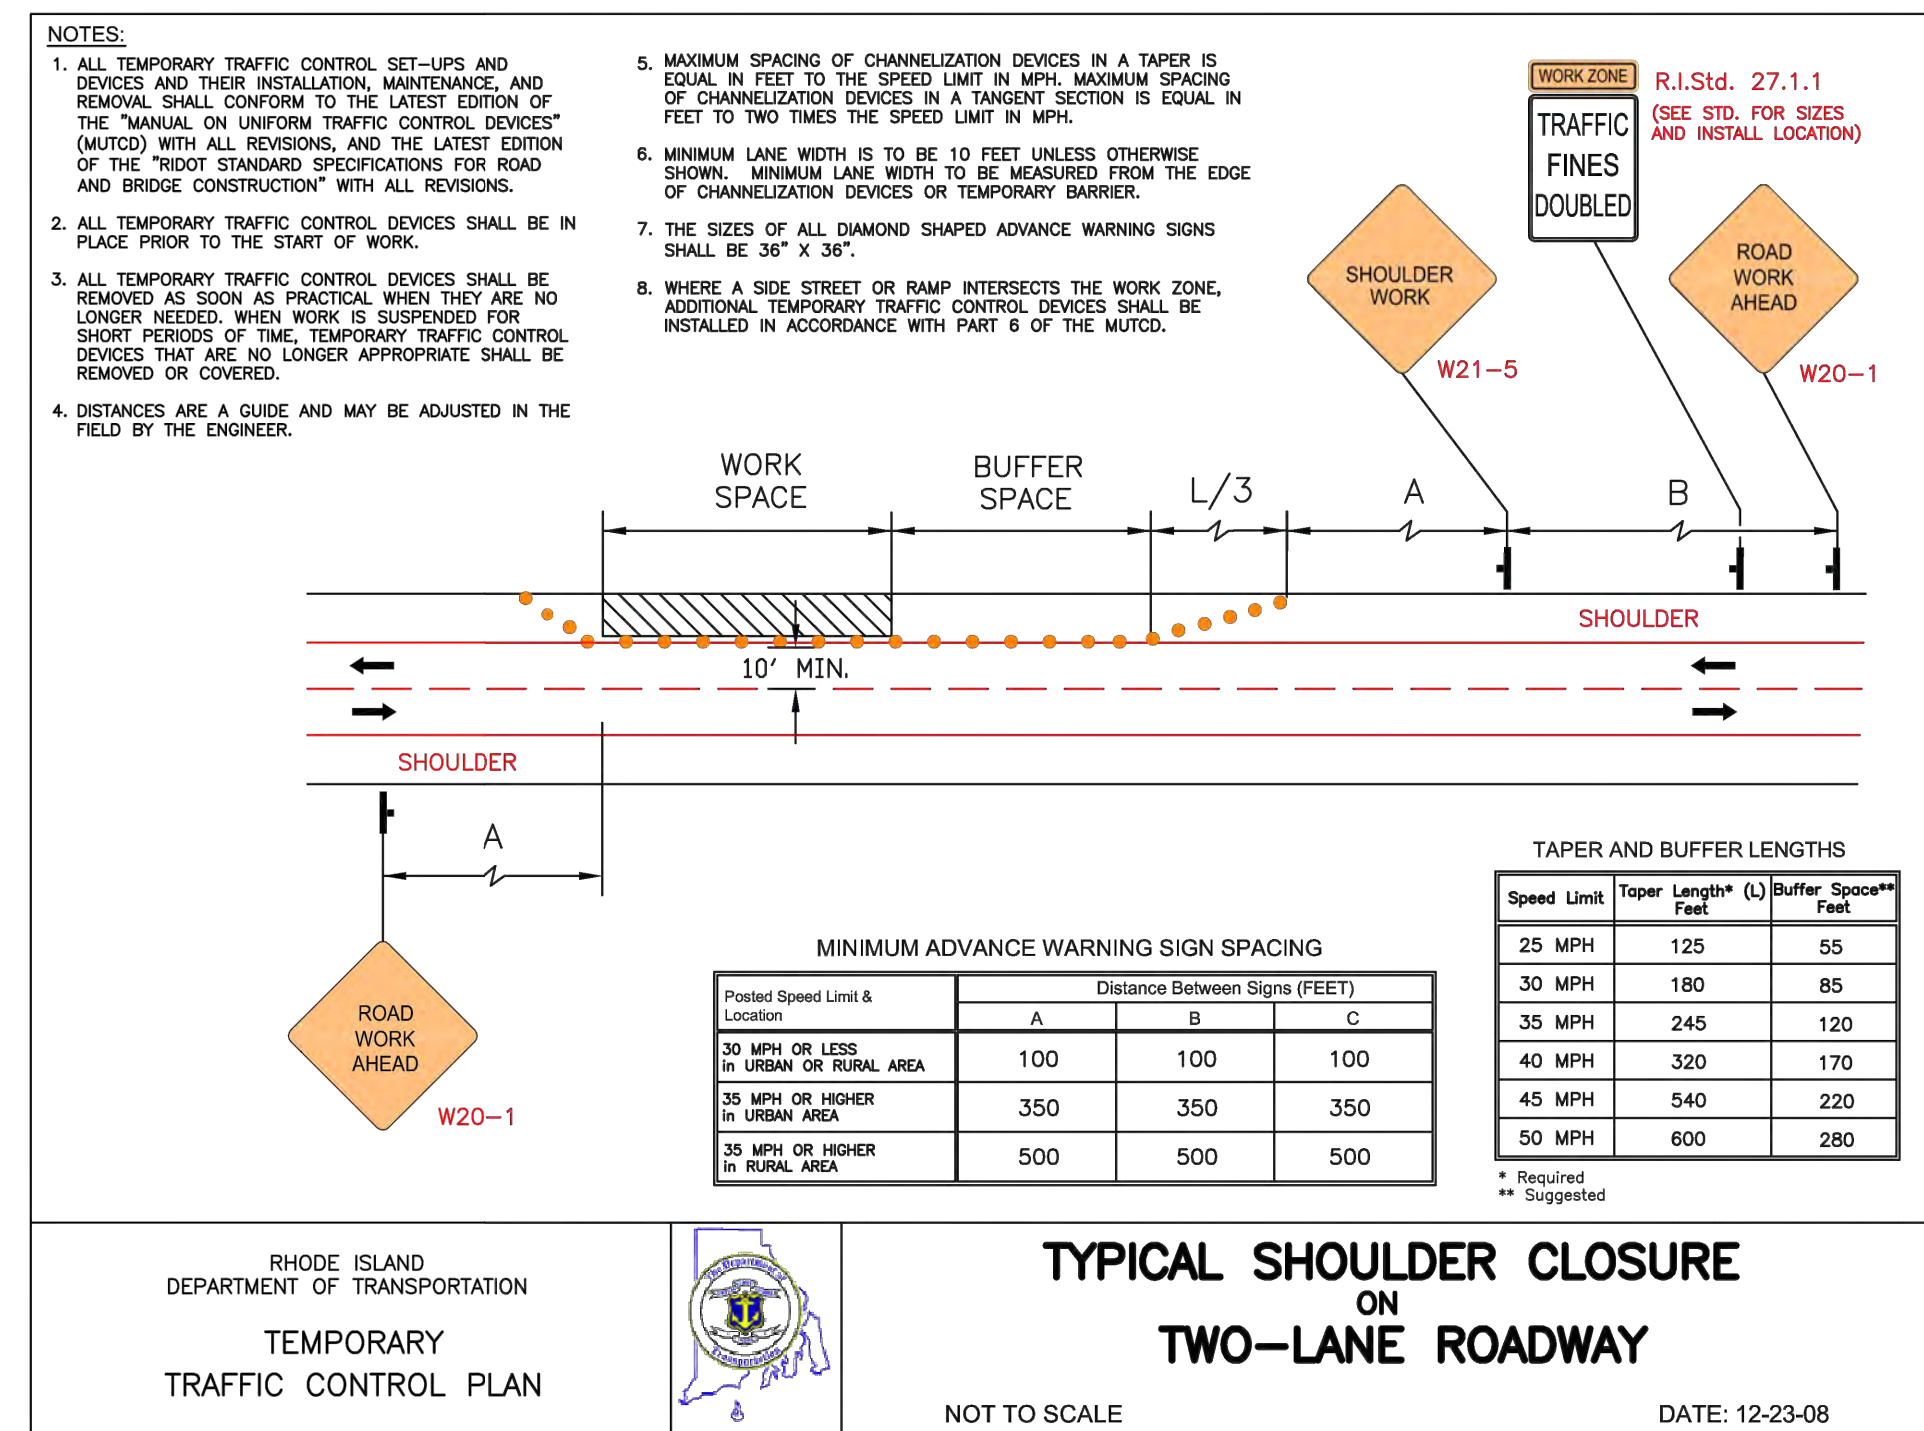 NOTES:
1. ALL TEMPORARY TRAFFIC CONTROL SET-UPS AND
DEVICES AND THEIR INSTALLATION, MAINTENANCE, AND
REMOVAL SHALL CONFORM TO THE LATEST EDITION OF
THE "MANUAL ON UNIFORM TRAFFIC CONTROL DEVICES"
(MUTCD) WITH ALL REVISIONS, AND THE LATEST EDITION
OF THE "RIDOT STANDARD SPECIFICATIONS FOR ROAD
AND BRIDGE CONSTRUCTION" WITH ALL REVISIONS.
2. ALL TEMPORARY TRAFFIC CONTROL DEVICES SHALL BE IN
PLACE PRIOR TO THE START OF WORK.
3. ALL TEMPORARY TRAFFIC CONTROL DEVICES SHALL BE
REMOVED AS SOON AS PRACTICAL WHEN THEY ARE NO
LONGER NEEDED. WHEN WORK IS SUSPENDED FOR
SHORT PERIODS OF TIME, TEMPORARY TRAFFIC CONTROL
DEVICES THAT ARE NO LONGER APPROPRIATE SHALL BE
REMOVED OR COVERED.
4. DISTANCES ARE A GUIDE AND MAY BE ADJUSTED IN THE
FIELD BY THE ENGINEER.
5. MAXIMUM SPACING OF CHANNELIZATION DEVICES IN A TAPER IS
EQUAL IN FEET TO THE SPEED LIMIT IN MPH. MAXIMUM SPACING
OF CHANNELIZATION DEVICES IN A TANGENT SECTION IS EQUAL IN
FEET TO TWO TIMES THE SPEED LIMIT IN MPH.
6. MINIMUM LANE WIDTH IS TO BE 10 FEET UNLESS OTHERWISE
SHOWN. MINIMUM LANE WIDTH TO BE MEASURED FROM THE EDGE
OF CHANNELIZATION DEVICES OR TEMPORARY BARRIER.
7. THE SIZES OF ALL DIAMOND SHAPED ADVANCE WARNING SIGNS
SHALL BE 36" X 36".
8. WHERE A SIDE STREET OR RAMP INTERSECTS THE WORK ZONE,
ADDITIONAL TEMPORARY TRAFFIC CONTROL DEVICES SHALL BE
INSTALLED IN ACCORDANCE WITH PART 6 OF THE MUTCD.
WORK ZONE
TRAFFIC
FINES
DOUBLED
R.I.Std. 27.1.1
(SEE STD. FOR SIZES
AND INSTALL LOCATION)
SHOULDER
WORK
W21-5
ROAD
WORK
AHEAD
W20-1
WORK
SPACE
BUFFER
SPACE
L/3
A
B
SHOULDER
10' MIN.
SHOULDER
A
ROAD
WORK
AHEAD
W20-1
MINIMUM ADVANCE WARNING SIGN SPACING
Posted Speed Limit &
Location
Distance Between Signs (FEET)
A B C
30 MPH OR LESS
in URBAN OR RURAL AREA
100 100 100
35 MPH OR HIGHER
in URBAN AREA
350 350 350
35 MPH OR HIGHER
in RURAL AREA
500 500 500
TAPER AND BUFFER LENGTHS
Speed Limit
Taper Length* (L)
Feet
Buffer Space**
Feet
25 MPH 125 55
30 MPH 180 85
35 MPH 245 120
40 MPH 320 170
45 MPH 540 220
50 MPH 600 280
* Required
** Suggested
RHODE ISLAND
DEPARTMENT OF TRANSPORTATION
TEMPORARY
TRAFFIC CONTROL PLAN
The Department of
Transportation
TYPICAL SHOULDER CLOSURE
ON
TWO-LANE ROADWAY
NOT TO SCALE
DATE: 12-23-08